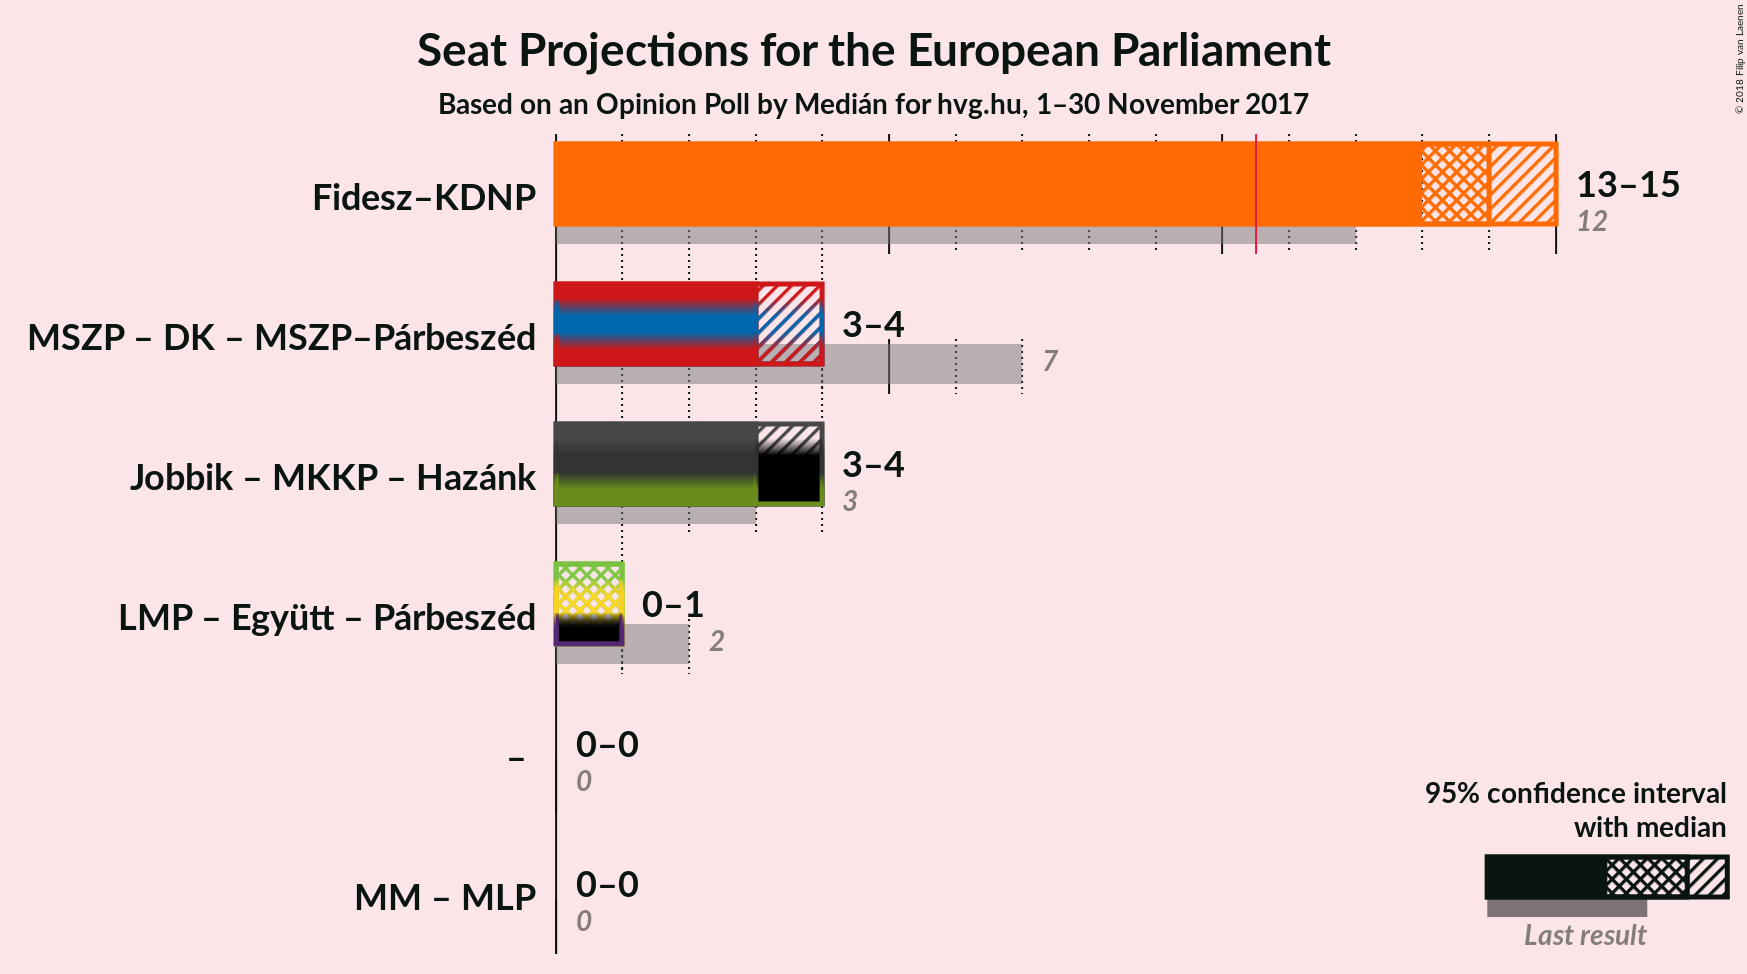 Seat Projections for the European Parliament
Based on an Opinion Poll by Medián for hvg.hu, 1–30 November 2017
© 2018 Filip van Laenen
Fidesz–KDNP
13–15
12
MSZP – DK – MSZP–Párbeszéd
3–4
7
Jobbik – MKKP – Hazánk
3–4
3
LMP – Együtt – Párbeszéd
0–1
2
–
0–0
0
MM – MLP
0–0
0
95% confidence interval
with median
Last result